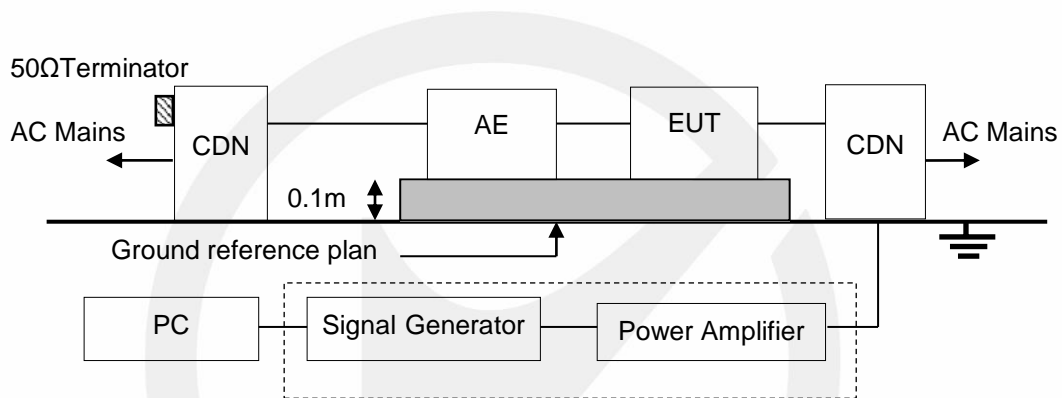 50ΩTerminator
AC Mains
CDN
AE
EUT
CDN
AC Mains
0.1m
Ground reference plan
PC
Signal Generator
Power Amplifier